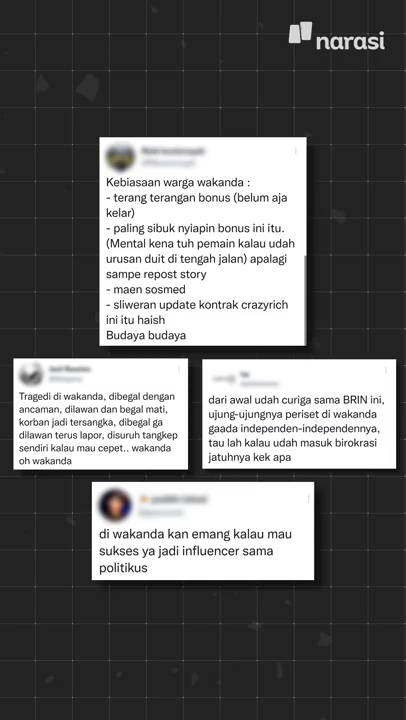 narasi
Kebiasaan warga wakanda :
- terang terangan bonus (belum aja
kelar)
- paling sibuk nyiapin bonus ini itu.
(Mental kena tuh pemain kalau udah
urusan duit di tengah jalan) apalagi
sampe repost story
- maen sosmed
- sliweran update kontrak crazyrich
ini itu haish
Budaya budaya
Tragedi di wakanda, dibegal dengan
ancaman, dilawan dan begal mati,
korban jadi tersangka, dibegal ga
dilawan terus lapor, disuruh tangkep
sendiri kalau mau cepet.. wakanda
oh wakanda
dari awal udah curiga sama BRIN ini,
ujung-ujungnya periset di wakanda
gaada independen-independennya,
tau lah kalau udah masuk birokrasi
jatuhnya kek apa
di wakanda kan emang kalau mau
sukses ya jadi influencer sama
politikus